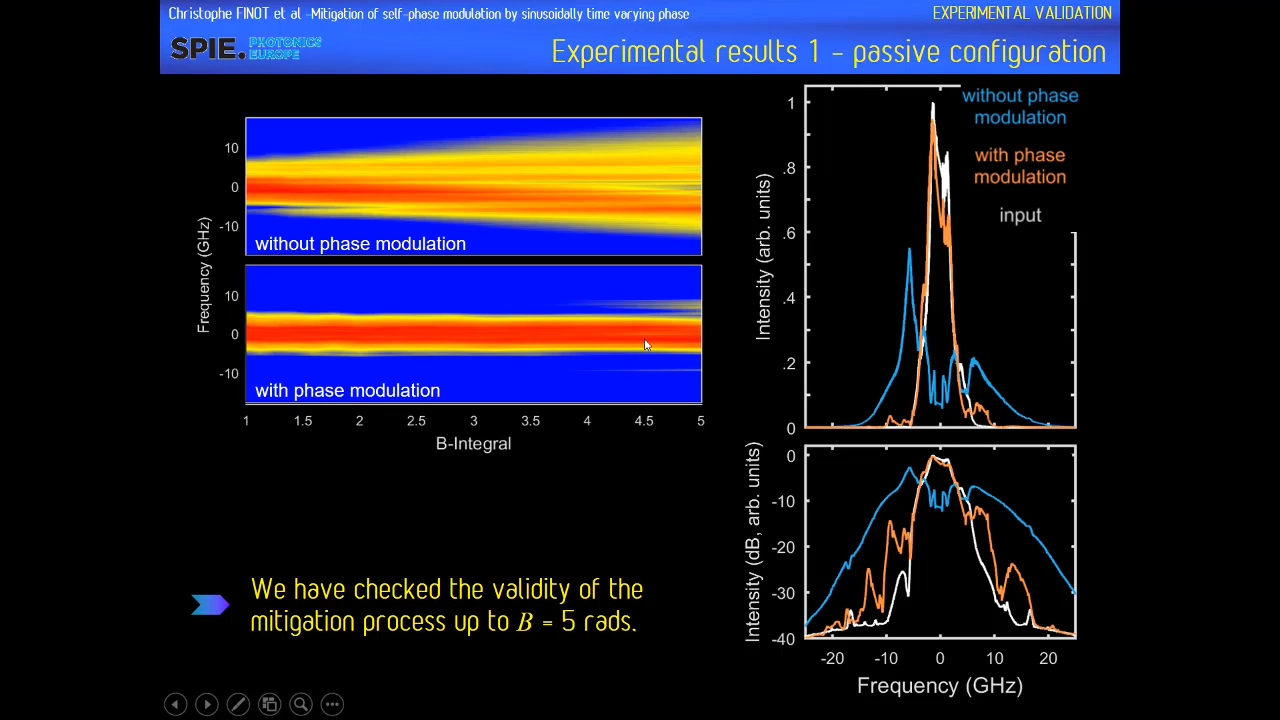 Christophe FINOT et al -Mitigation of self-phase modulation by sinusoidally time varying phase
EXPERIMENTAL VALIDATION
SPIE. PHOTONICS
EUROPE
Experimental results 1 - passive configuration
10
0
-10
without phase modulation
10
0
-10
with phase modulation
Frequency (GHz)
1 1.5 2 2.5 3 3.5 4 4.5 5
B-Integral
We have checked the validity of the
mitigation process up to B = 5 rads.
without phase
modulation
with phase
modulation
input
1
.8
.6
.4
.2
0
Intensity (arb. units)
0
-10
-20
-30
-40
Intensity (dB, arb. units)
-20 -10 0 10 20
Frequency (GHz)